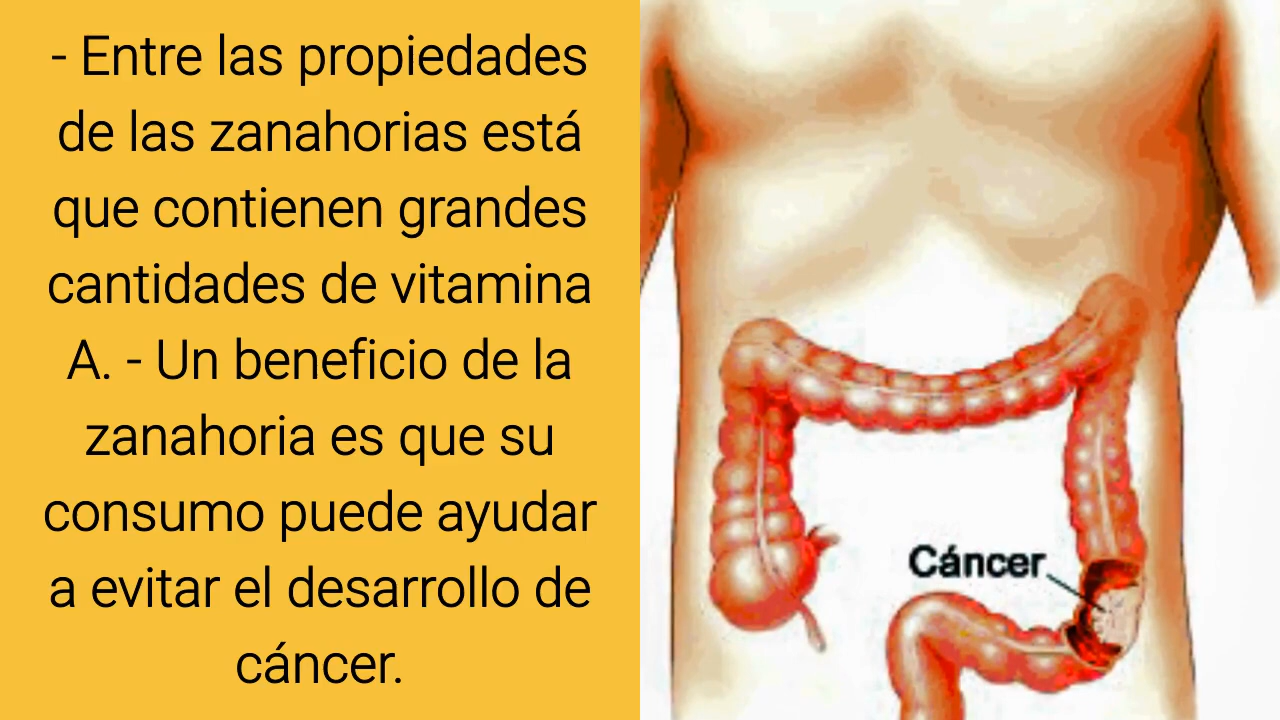 - Entre las propiedades
de las zanahorias está
que contienen grandes
cantidades de vitamina
A. - Un beneficio de la
zanahoria es que su
consumo puede ayudar
a evitar el desarrollo de
cáncer.
Cáncer